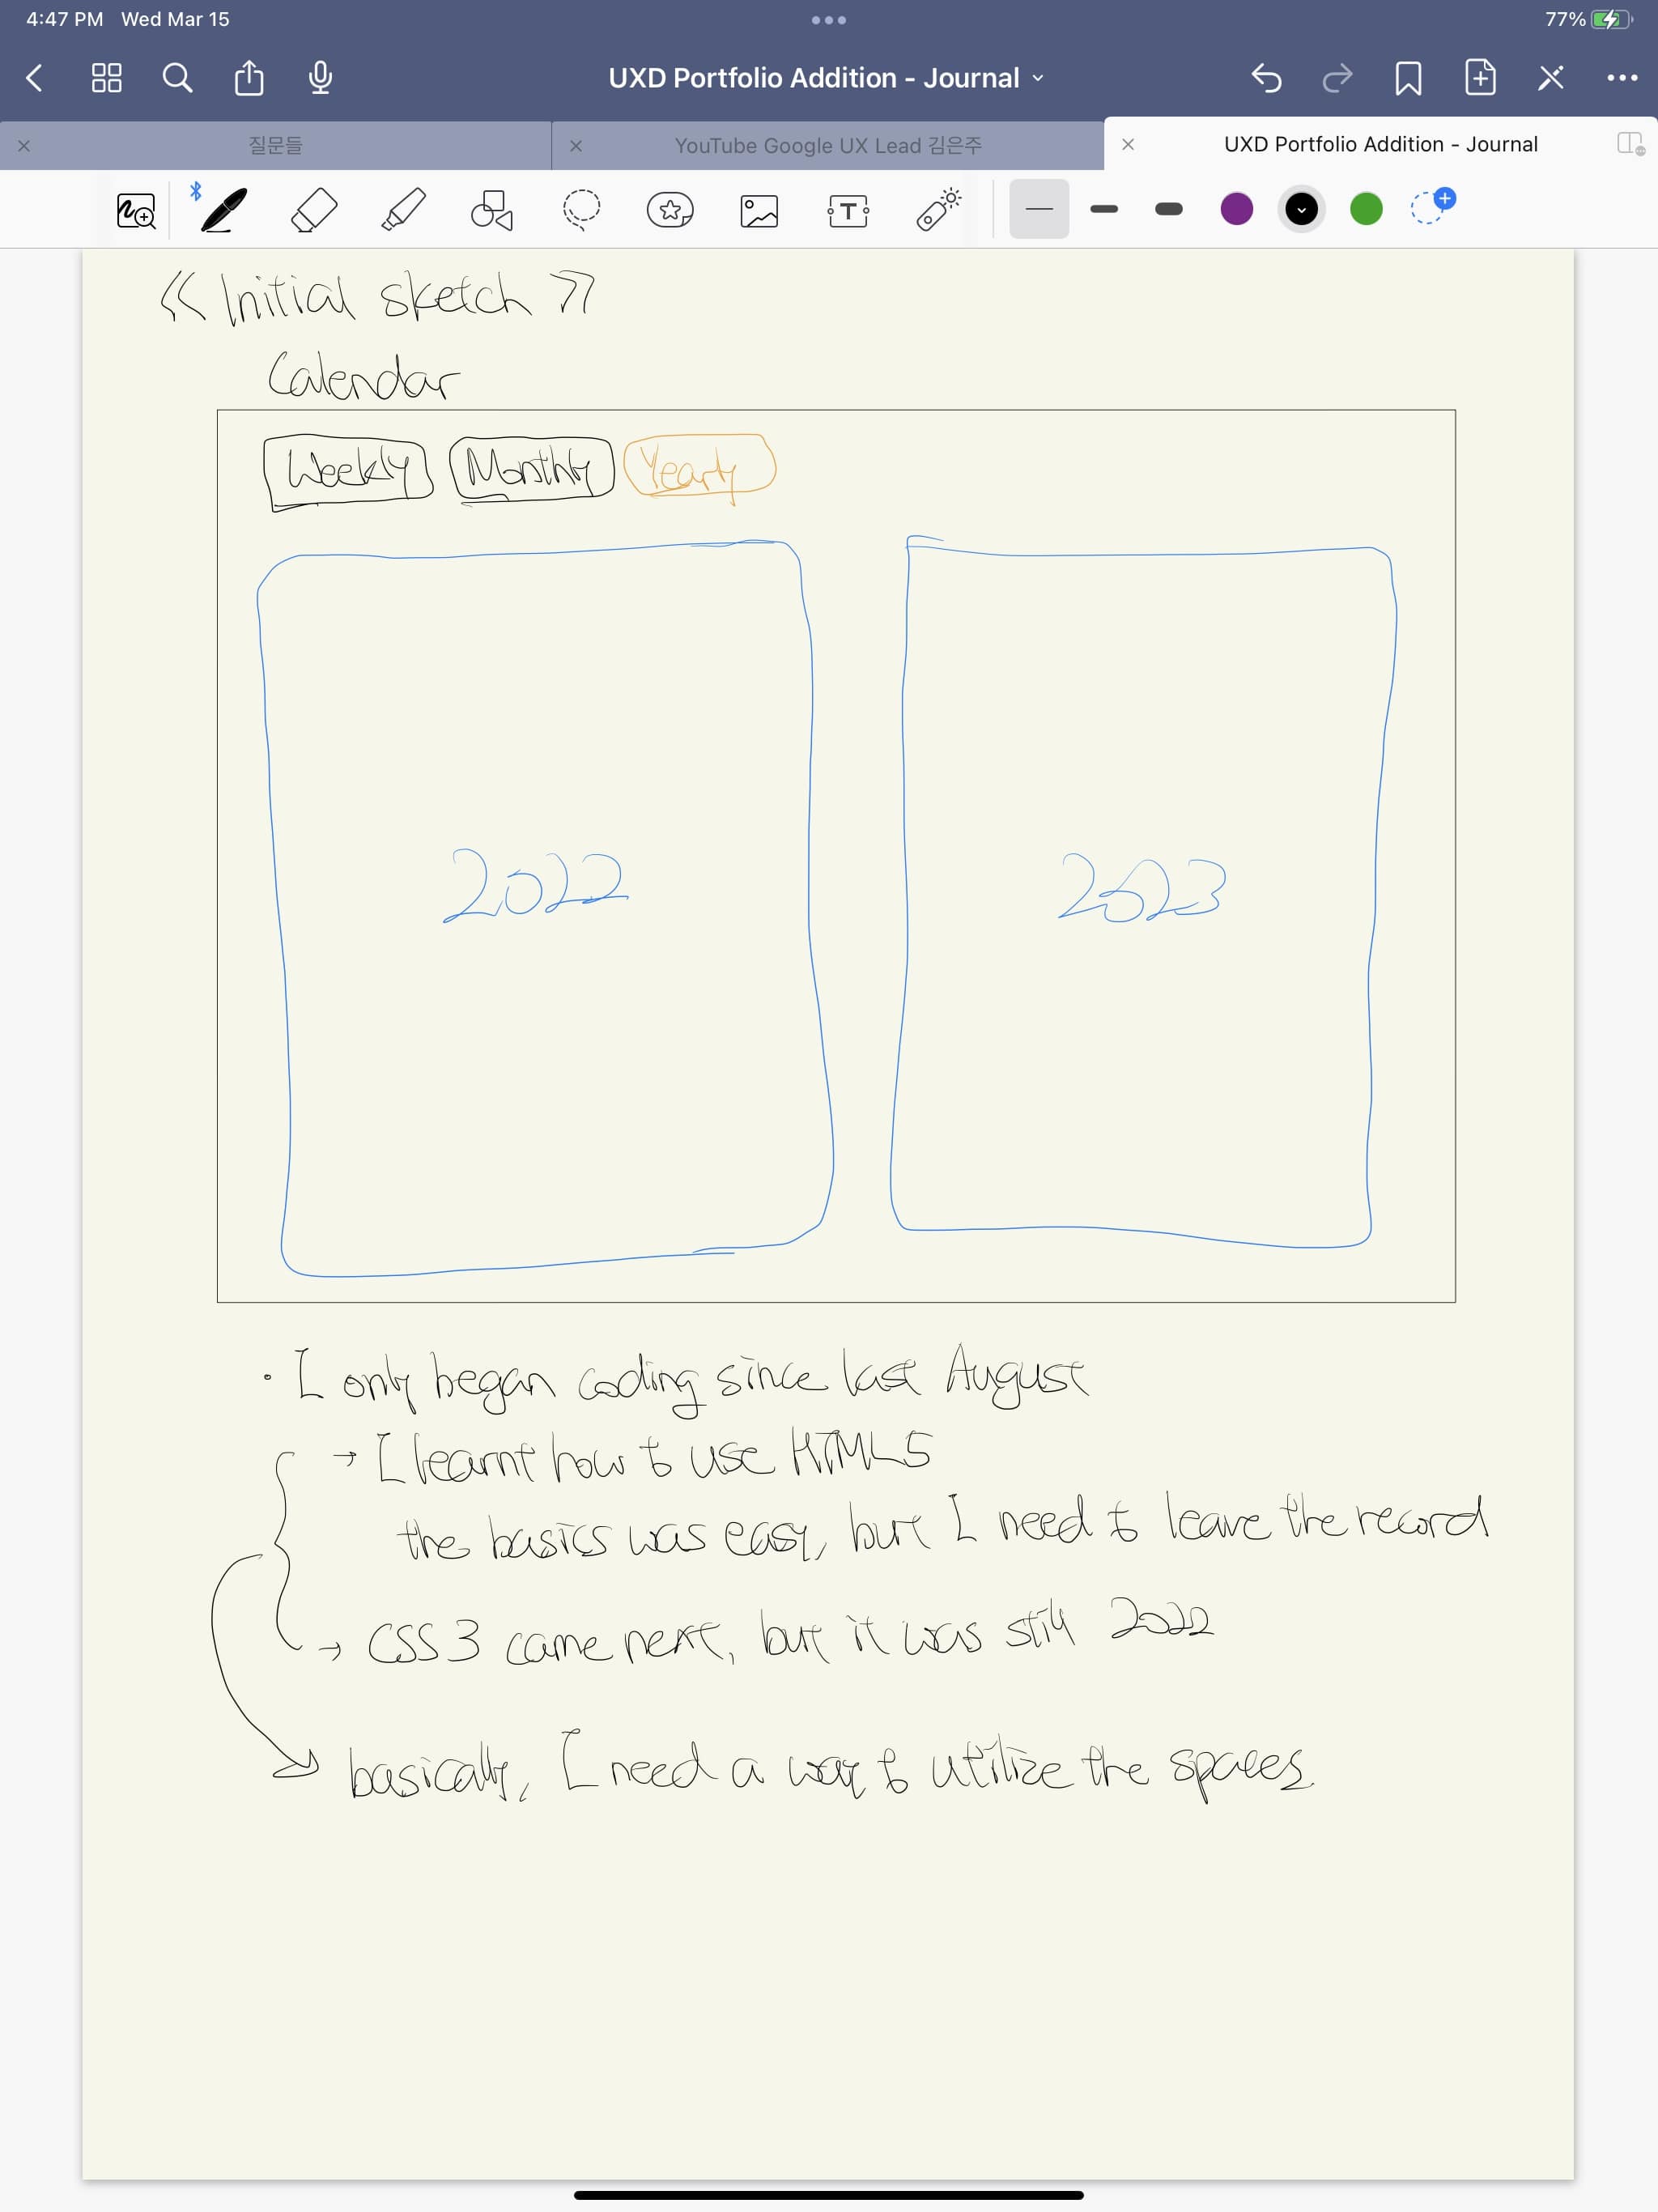 4:47 PM Wed Mar 15
77%
UXD Portfolio Addition - Journal
질문들
YouTube Google UX Lead 김은주
UXD Portfolio Addition - Journal
T
《 Initial sketch 》
Calendar
Weekly Monthly Yearly
2022 2023
• I only began coding since last August
→ I learnt how to use HTML5
the basics was easy, but I need to leave the record
→ CSS3 came next, but it was still 2022
basically, I need a way to utilize the spaces.